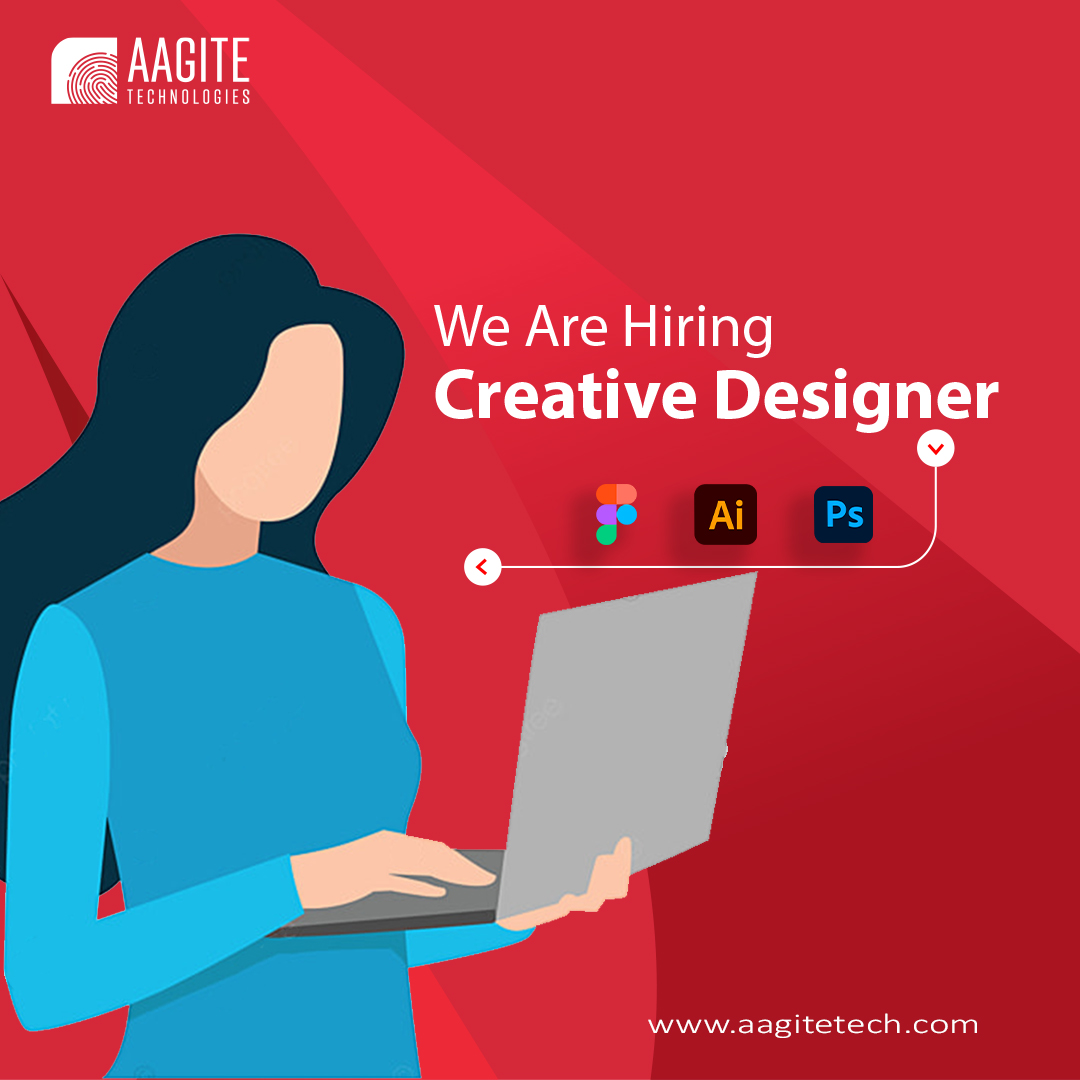 AAGITE
TECHNOLOGIES
We Are Hiring
Creative Designer
Ai
Ps
www.aagitetech.com